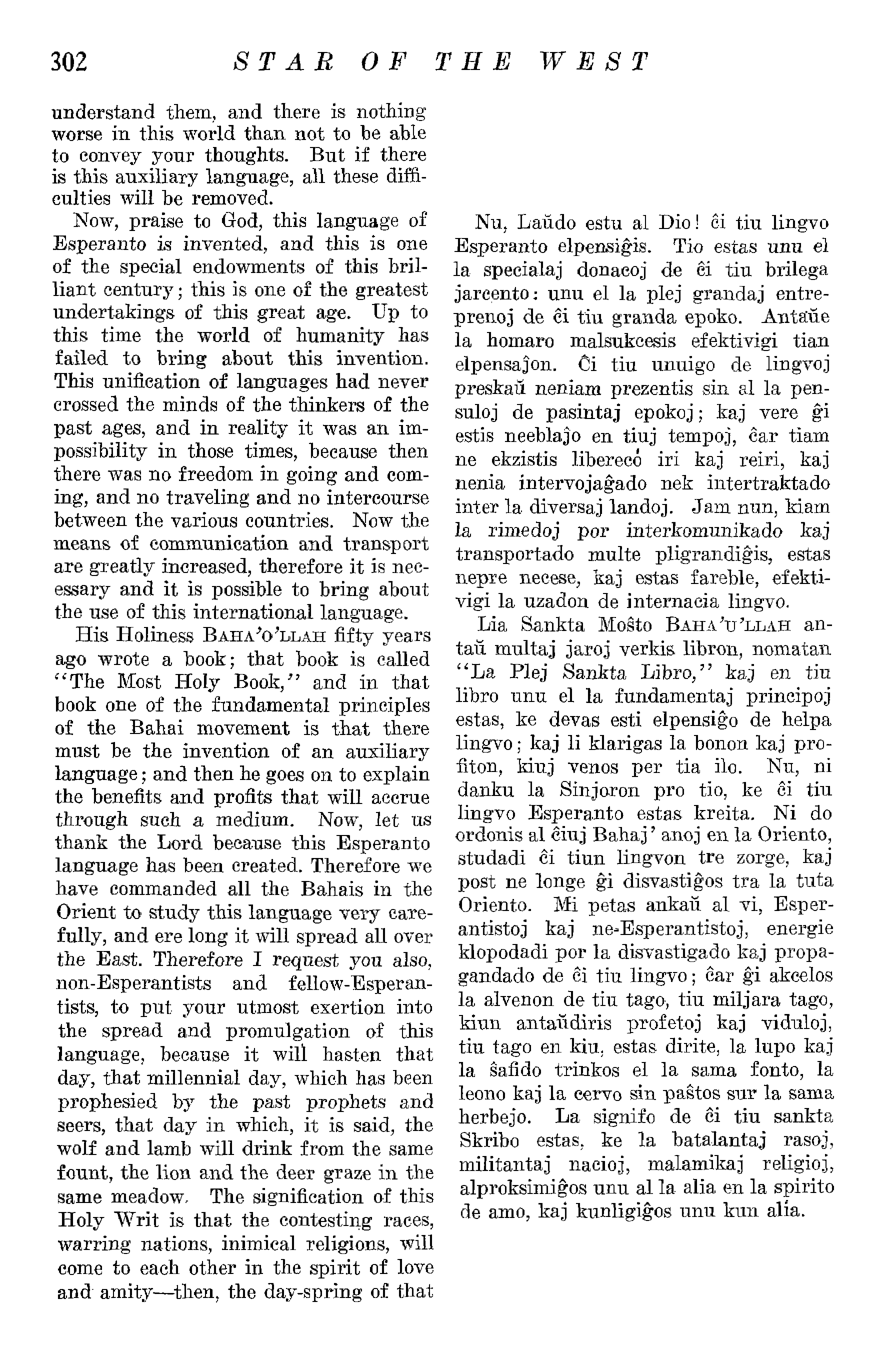 302 STAR OF THE WEST
understand them, and there is nothing
worse in this world than not to be able
to convey your thoughts. But if there
is this auxiliary language, all these diffi-
culties will be removed.
Now, praise to God, this language of
Esperanto is invented, and this is one
of the special endowments of this bril-
liant century; this is one of the greatest
undertakings of this great age. Up to
this time the world of humanity has
failed to bring about this invention.
This unification of languages had never
crossed the minds of the thinkers of the
past ages, and in reality it was an im-
possibility in those times, because then
there was no freedom in going and com-
ing, and no traveling and no intercourse
between the various countries. Now the
means of communication and transport
are greatly increased, therefore it is nec-
essary and it is possible to bring about
the use of this international language.
His Holiness BAHA'O'LLAH fifty years
ago wrote a book; that book is called
"The Most Holy Book," and in that
book one of the fundamental principles
of the Bahai movement is that there
must be the invention of an auxiliary
language; and then he goes on to explain
the benefits and profits that will accrue
through such a medium. Now, let us
thank the Lord because this Esperanto
language has been created. Therefore we
have commanded all the Bahais in the
Orient to study this language very care-
fully, and ere long it will spread all over
the East. Therefore I request you also,
non-Esperantists and fellow-Esperan-
tists, to put your utmost exertion into
the spread and promulgation of this
language, because it will hasten that
day, that millennial day, which has been
prophesied by the past prophets and
seers, that day in which, it is said, the
wolf and lamb will drink from the same
fount, the lion and the deer graze in the
same meadow. The signification of this
Holy Writ is that the contesting races,
warring nations, inimical religions, will
come to each other in the spirit of love
and amity—then, the day-spring of that
Nu, Laŭdo estu al Dio! ĉi tiu lingvo
Esperanto elpensiĝis. Tio estas unu el
la specialaj donacoj de ĉi tiu brilega
jarcento: unu el la plej grandaj entre-
prenoj de ĉi tiu granda epoko. Antaŭe
la homaro malsukcesis efektivigi tian
elpensaĵon. Ĉi tiu unuigo de lingvoj
preskaŭ neniam prezentis sin al la pen-
suloj de pasintaj epokoj; kaj vere ĝi
estis neeblaĵo en tiuj tempoj, ĉar tiam
ne ekzistis libereco iri kaj reiri, kaj
nenia intervojaĝado nek intertraktado
inter la diversaj landoj. Jam nun, kiam
la rimedoj por interkomunikado kaj
transportado multe pligrandiĝis, estas
nepre necese, kaj estas fareble, efekti-
vigi la uzadon de internacia lingvo.
Lia Sankta Moŝto BAHA'U'LLAH an-
taŭ multaj jaroj verkis libron, nomatan
"La Plej Sankta Libro," kaj en tiu
libro unu el la fundamentaj principoj
estas, ke devas esti elpensiĝo de helpa
lingvo; kaj li klarigas la bonon kaj pro-
fiton, kiuj venos per tia ilo. Nu, ni
danku la Sinjoron pro tio, ke ĉi tiu
lingvo Esperanto estas kreita. Ni do
ordonis al ĉiuj Bahaj' anoj en la Oriento,
studadi ĉi tiun lingvon tre zorge, kaj
post ne longe ĝi disvastiĝos tra la tuta
Oriento. Mi petas ankaŭ al vi, Esper-
antistoj kaj ne-Esperantistoj, energie
klopodadi por la disvastigado kaj propa-
gandado de ĉi tiu lingvo; ĉar ĝi akcelos
la alvenon de tiu tago, tiu miljara tago,
kiun antaŭdiris profetoj kaj viduloj,
tiu tago en kiu, estas dirite, la lupo kaj
la ŝafido trinkos el la sama fonto, la
leono kaj la cervo sin paŝtos sur la sama
herbejo. La signifo de ĉi tiu sankta
Skribo estas, ke la batalantaj rasoj,
militantaj nacioj, malamikaj religioj,
alproksimiĝos unu al la alia en la spirito
de amo, kaj kunligiĝos unu kun alia.